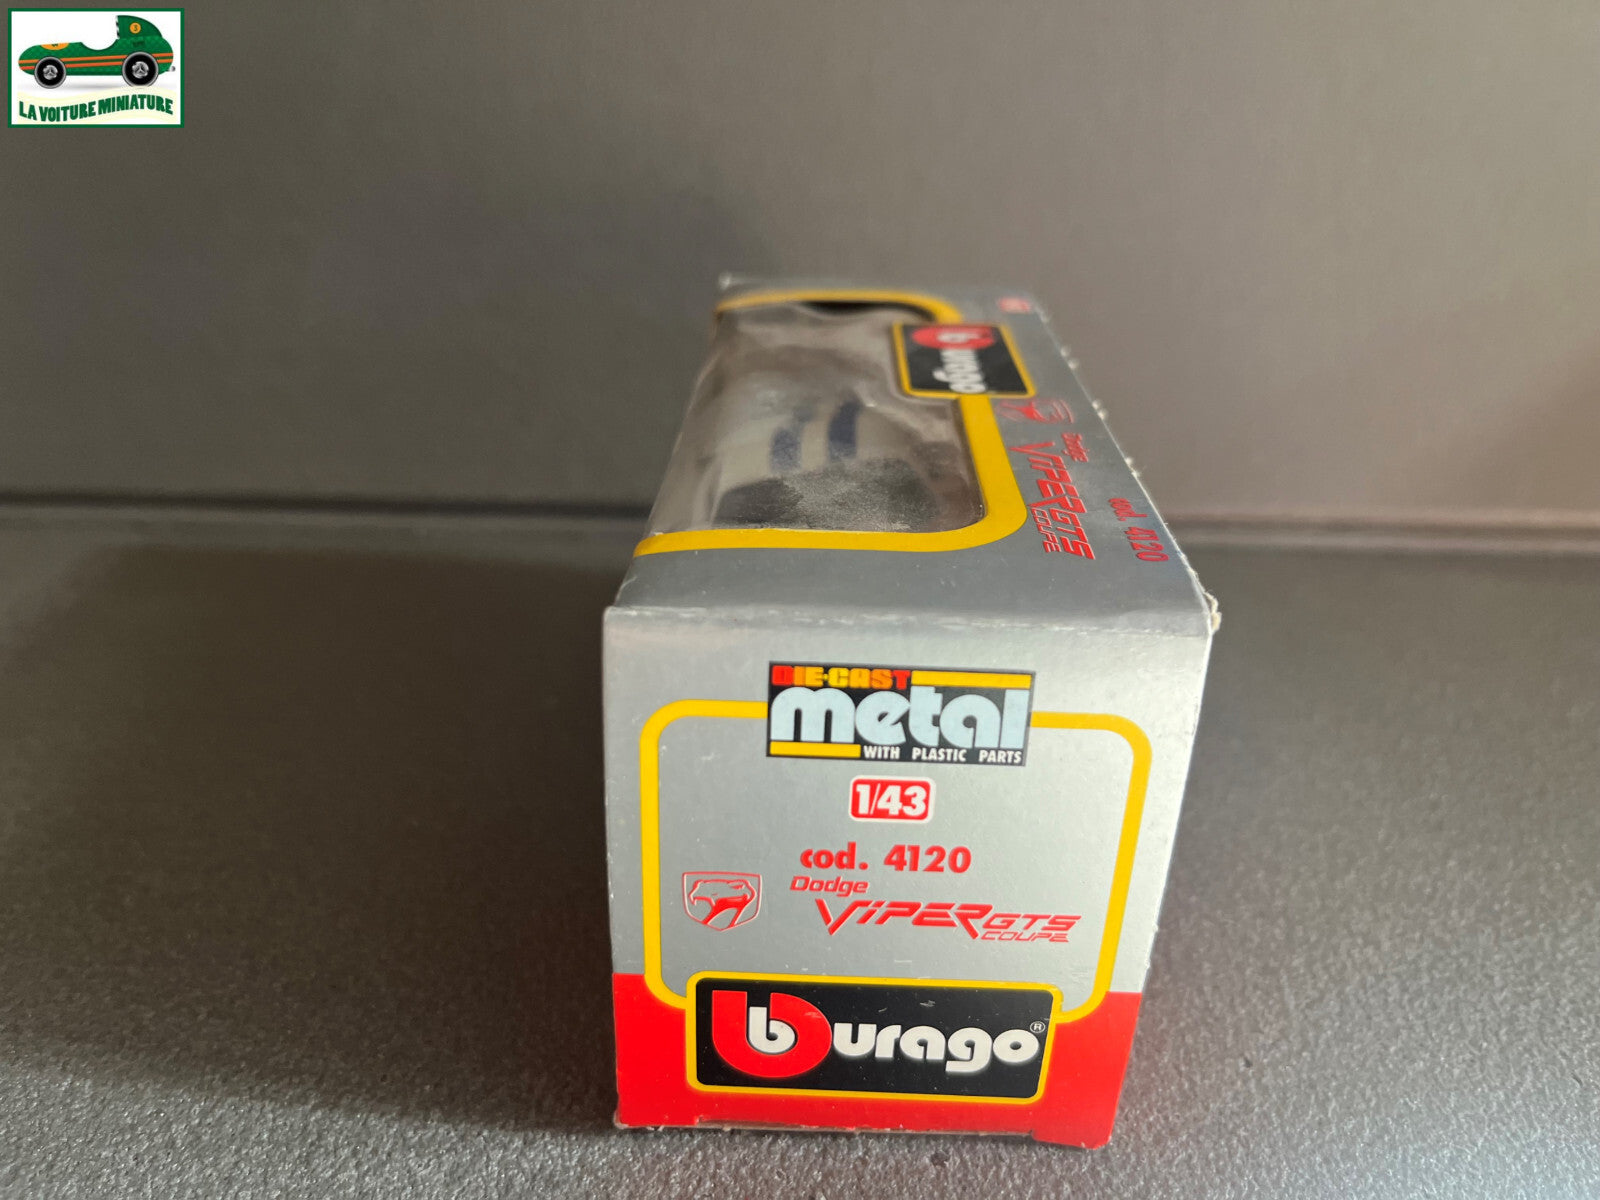 LA VOITURE MINIATURE
burago
Dodge
VIPER GTS
COUPE
cod. 4120
DIE-CAST
metal
WITH PLASTIC PARTS
1/43
cod. 4120
Dodge
VIPER GTS
COUPE
burago®